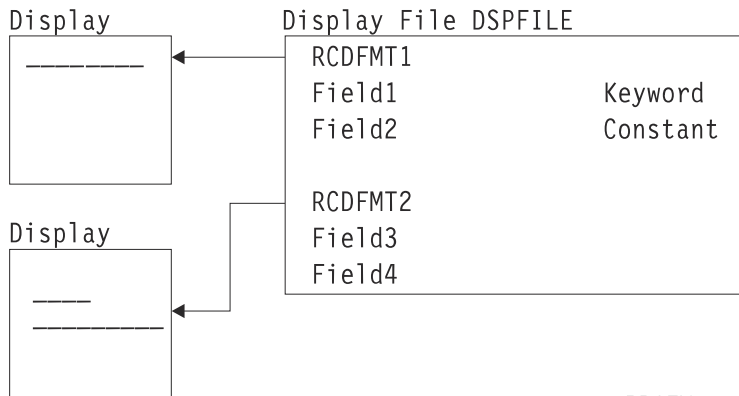 Display
Display File DSPFILE
RCDFMT1
Field1 Keyword
Field2 Constant
RCDFMT2
Display
Field3
Field4